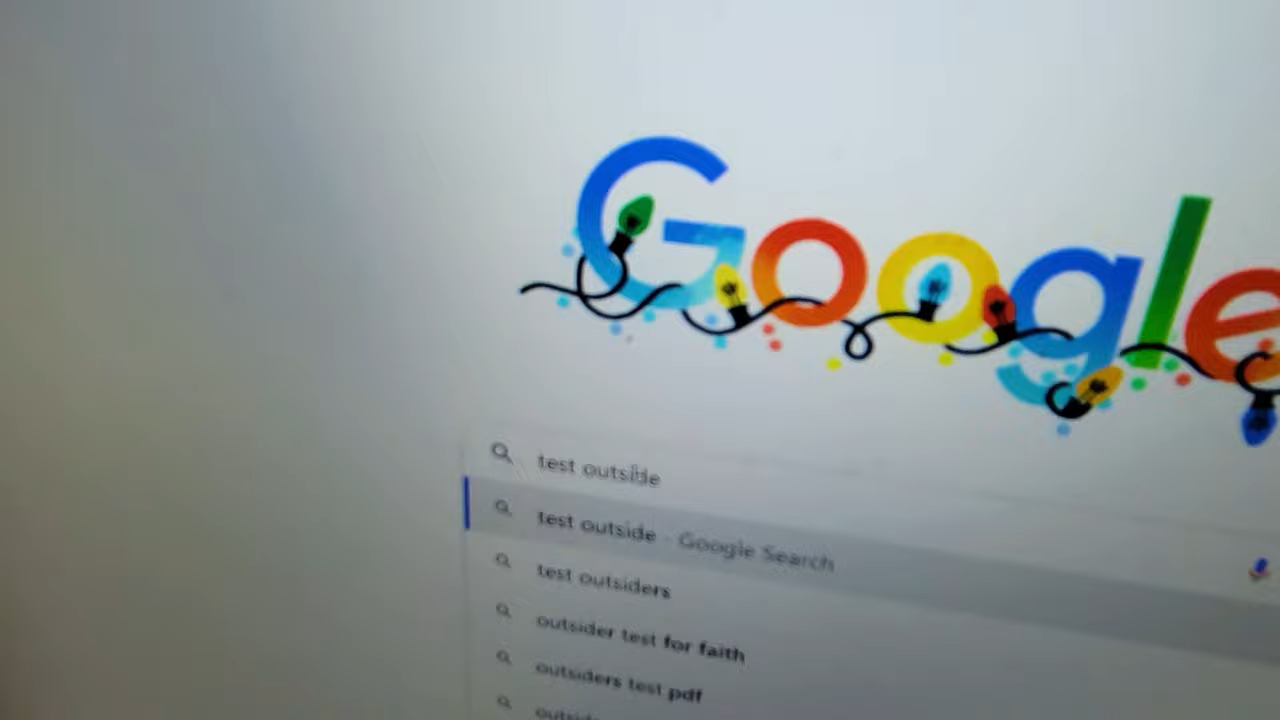 Google
test outside
test outside - Google Search
test outsiders
outsider test for faith
outsiders test pdf